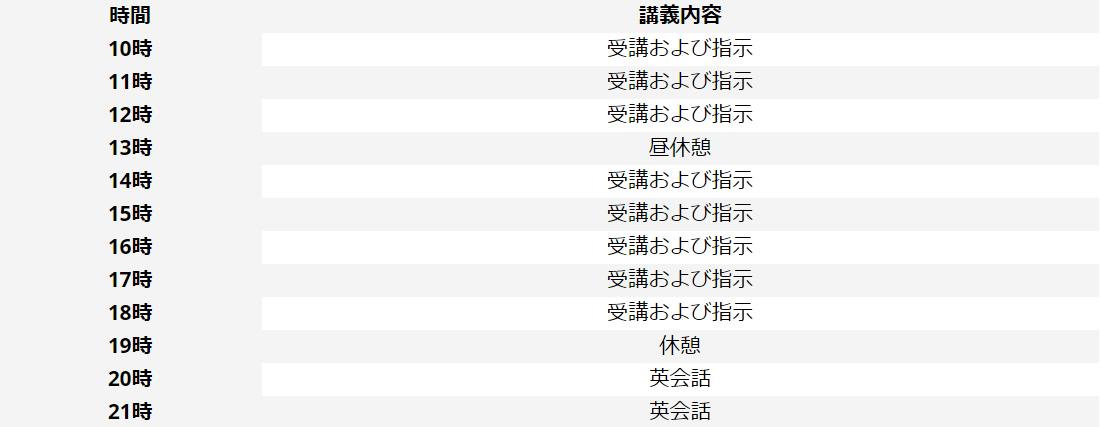 時間 講義内容
10時 受講および指示
11時 受講および指示
12時 受講および指示
13時 昼休憩
14時 受講および指示
15時 受講および指示
16時 受講および指示
17時 受講および指示
18時 受講および指示
19時 休憩
20時 英会話
21時 英会話